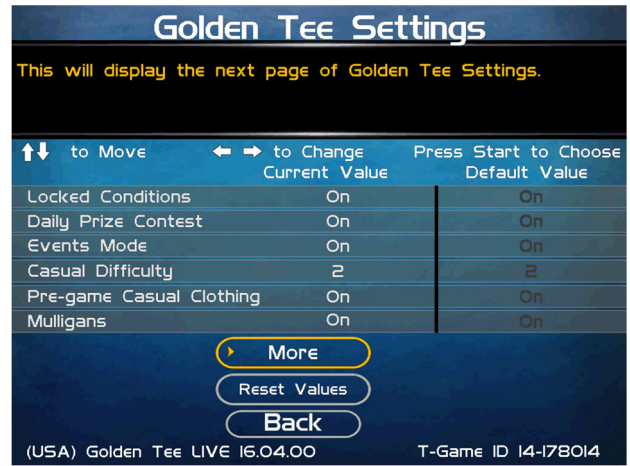 Golden Tee Settings
This will display the next page of Golden Tee Settings.
to Move to Change Press Start to Choose
Current Value Default Value
Locked Conditions On On
Daily Prize Contest On On
Events Mode On On
Casual Difficulty 2 2
Pre-game Casual Clothing On On
Mulligans On On
More
Reset Values
Back
(USA) Golden Tee LIVE 16.04.00 T-Game ID 14-178014